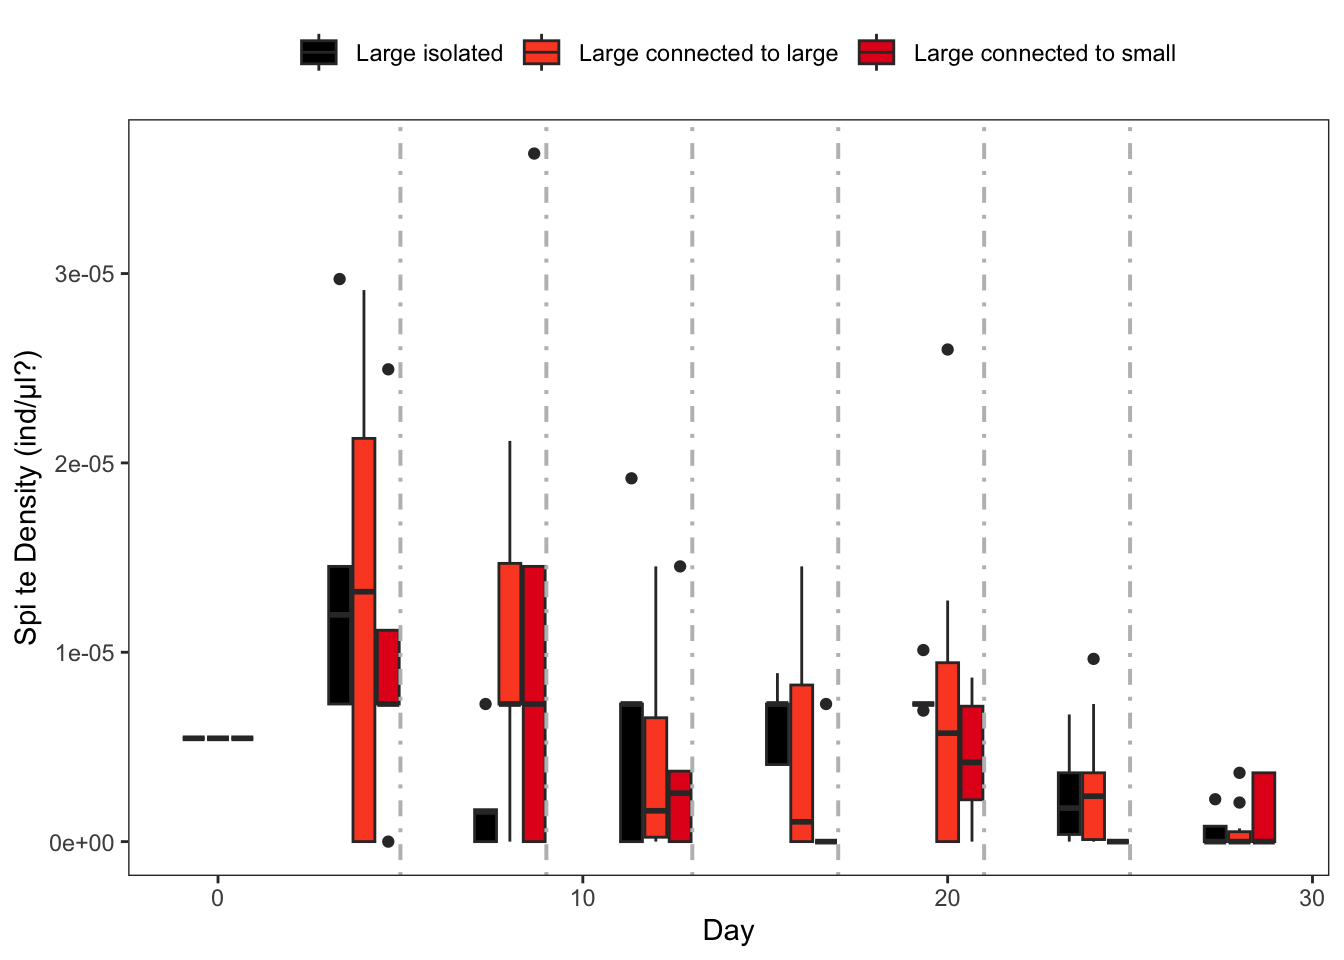 Large isolated Large connected to large Large connected to small
Spi te Density (ind/µl?)
3e-05
2e-05
1e-05
0e+00
0 10 20 30
Day